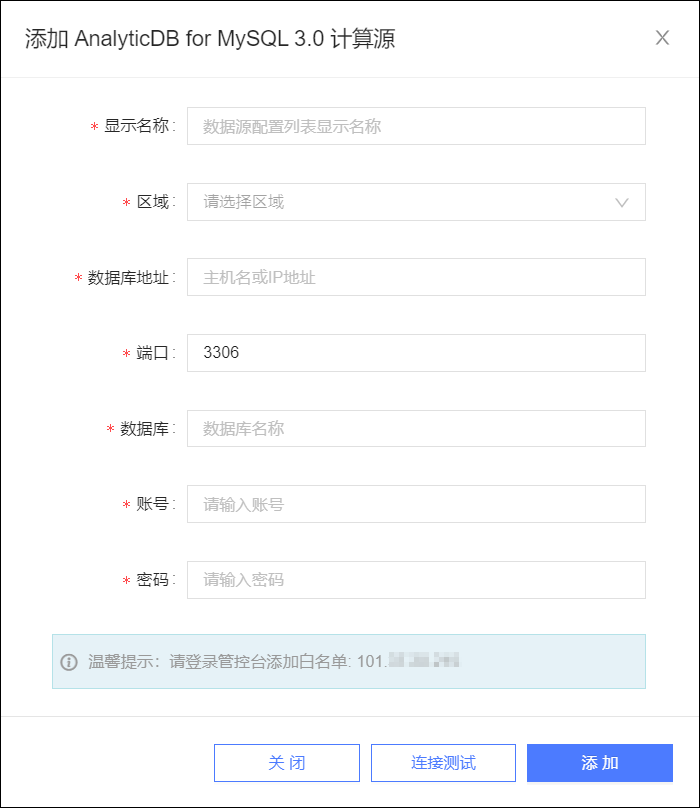 添加 AnalyticDB for MySQL 3.0 计算源
* 显示名称: 数据源配置列表显示名称
* 区域: 请选择区域
* 数据库地址: 主机名或IP地址
* 端口: 3306
* 数据库: 数据库名称
* 账号: 请输入账号
* 密码: 请输入密码
温馨提示：请登录管控台添加白名单: 101.
关 闭 连接测试 添 加